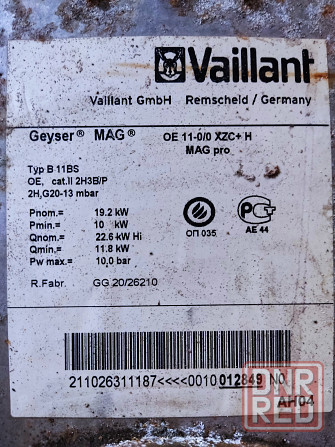 Vaillant
Vaillant GmbH Remscheid / Germany
Geyser® MAG® OE 11-0/0 XZC+ H
MAG pro
Typ B 11BS
OE, cat.II 2H3B/P
2H,G20-13 mbar
Pnom.= 19.2 kW
Pmin.= 10 kW
Qnom.= 22.6 kW Hi
Qmin.= 11.8 kW
Pw max.= 10,0 bar
ОП 035
РСТ
АЕ 44
R.Fabr. GG 20/26210
211026311187<<<<0010012849 N0
AH04
DNR
RED